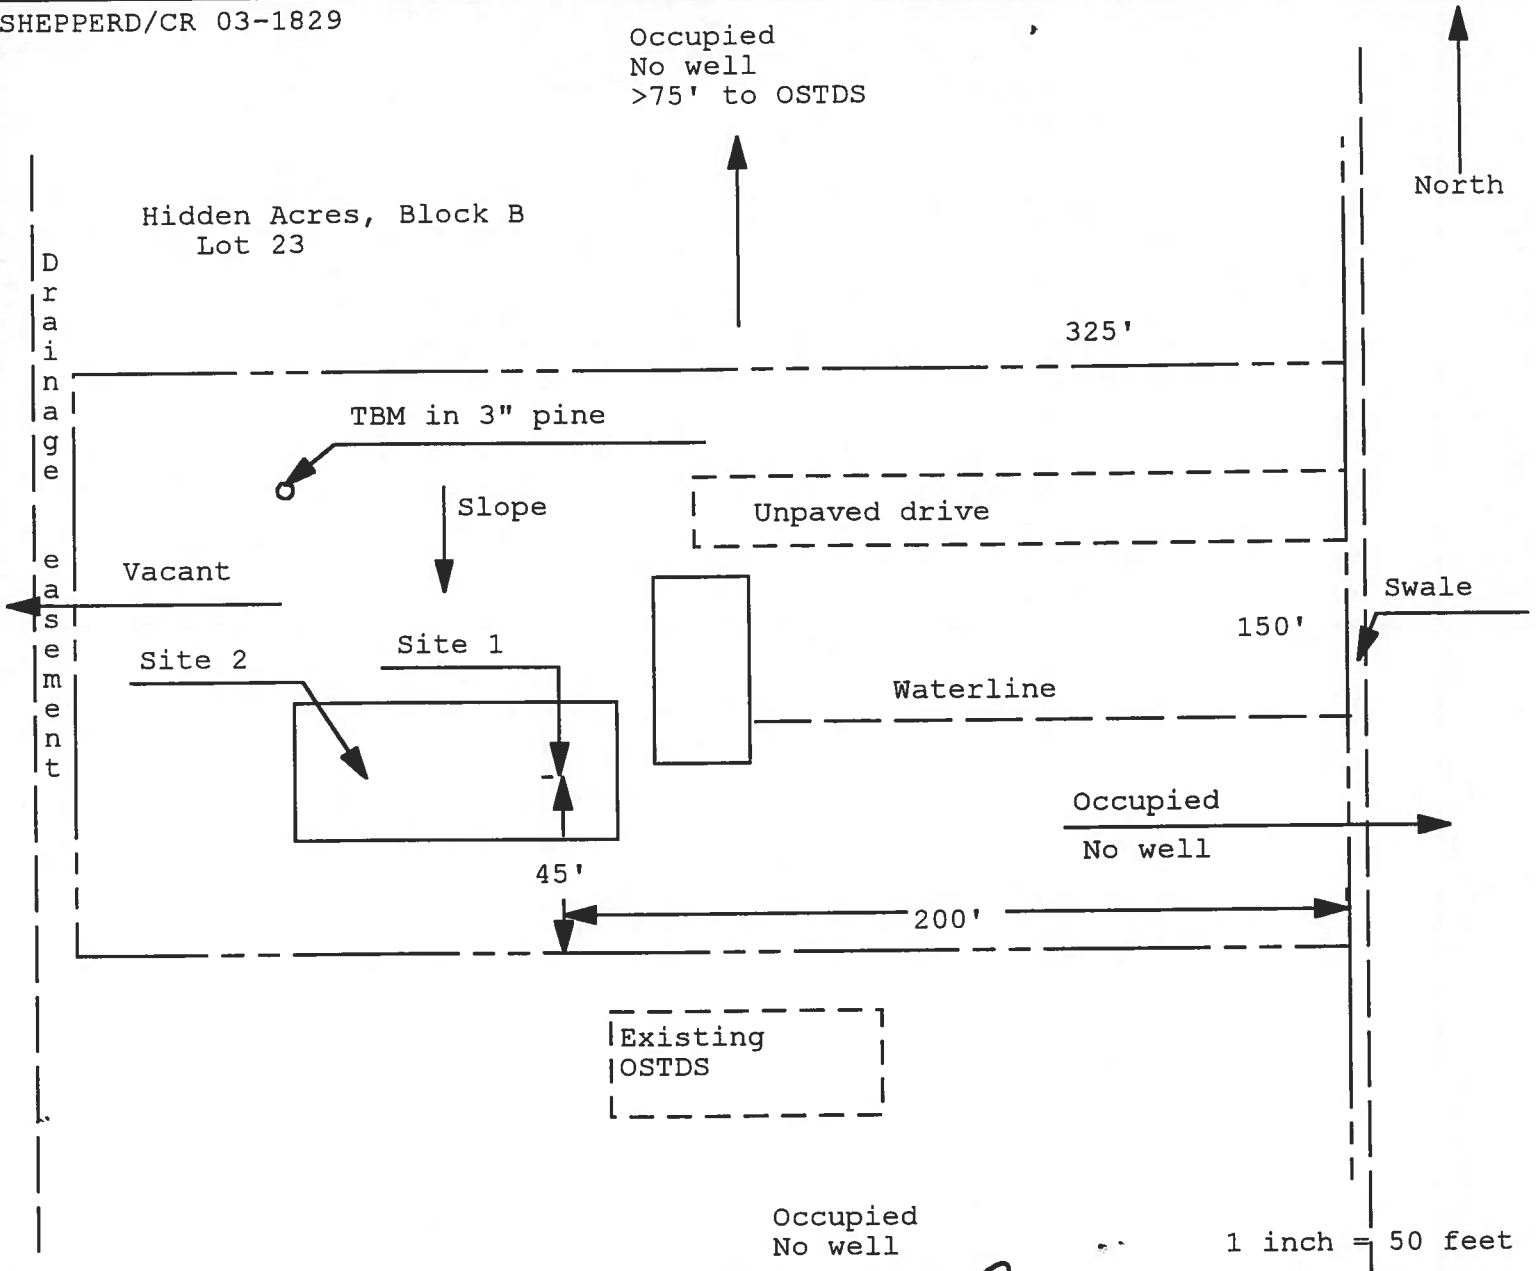 SHEPPERD/CR 03-1829
Occupied
No well
>75' to OSTDS
North
Hidden Acres, Block B
Lot 23
Drainage easement
325'
TBM in 3" pine
Slope
Unpaved drive
Vacant
Swale
150'
Site 1
Site 2
Waterline
Occupied
No well
45'
200'
Existing
OSTDS
Occupied
No well
1 inch = 50 feet